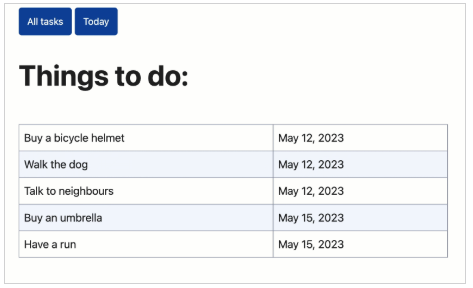 All tasks Today
Things to do:
Buy a bicycle helmet May 12, 2023
Walk the dog May 12, 2023
Talk to neighbours May 12, 2023
Buy an umbrella May 15, 2023
Have a run May 15, 2023